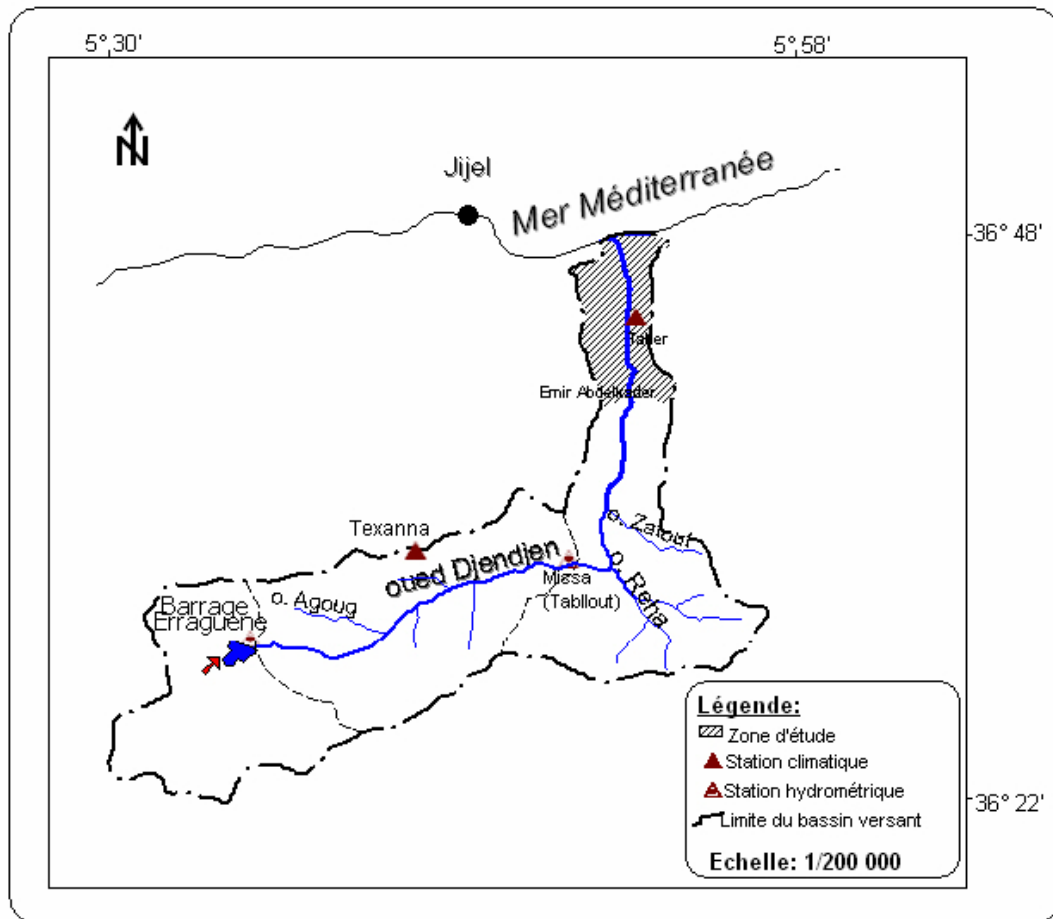 5° 30'
5° 58'
N
Jijel
Mer Méditerranée
36° 48'
Taher
Emir Abdelkader
Texanna
o. Zatout
oued Djendjen
Missa
(Tabllout)
o. Reha
o. Agoug
Barrage
Erraguene
36° 22'
Légende:
Zone d'étude
Station climatique
Station hydrométrique
Limite du bassin versant
Echelle: 1/200 000